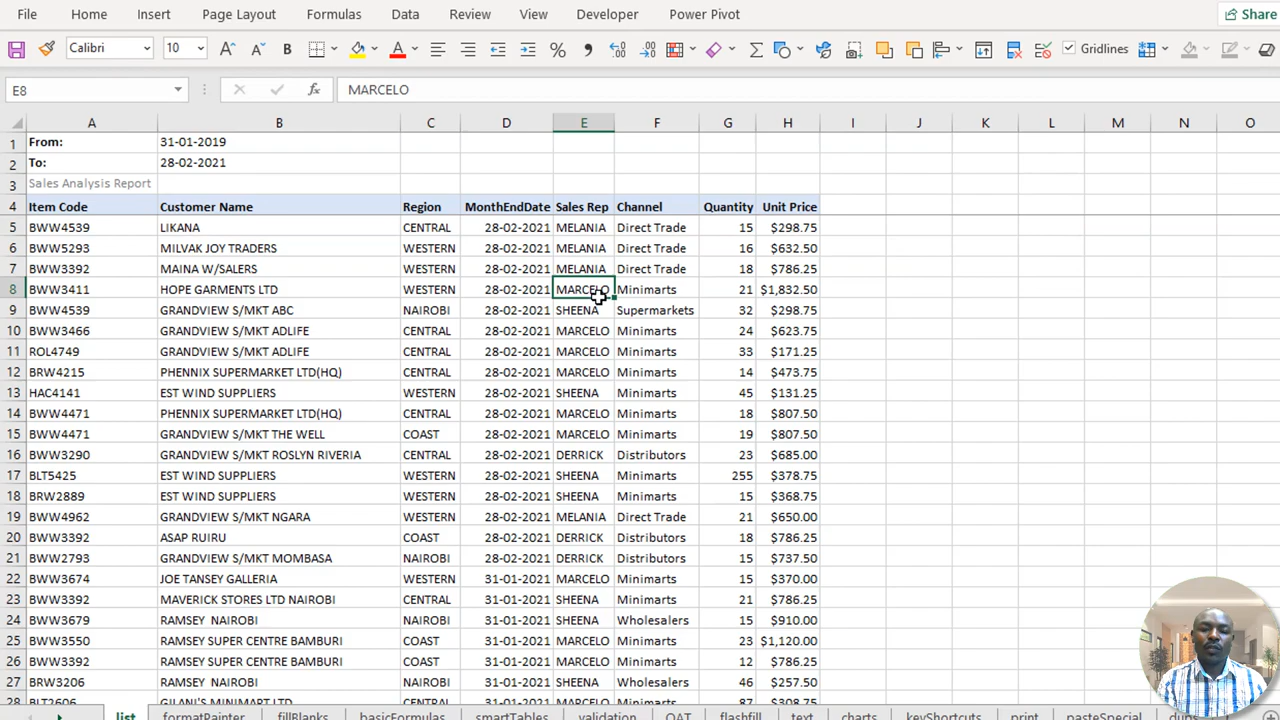 File Home Insert Page Layout Formulas Data Review View Developer Power Pivot Share
Calibri 10 B A % Gridlines
E8 fx MARCELO
A B C D E F G H I J K L M N O
1 From: 31-01-2019
2 To: 28-02-2021
3 Sales Analysis Report
4 Item Code Customer Name Region MonthEndDate Sales Rep Channel Quantity Unit Price
5 BWW4539 LIKANA CENTRAL 28-02-2021 MELANIA Direct Trade 15 $298.75
6 BWW5293 MILVAK JOY TRADERS WESTERN 28-02-2021 MELANIA Direct Trade 16 $632.50
7 BWW3392 MAINA W/SALERS WESTERN 28-02-2021 MELANIA Direct Trade 18 $786.25
8 BWW3411 HOPE GARMENTS LTD WESTERN 28-02-2021 MARCELO Minimarts 21 $1,832.50
9 BWW4539 GRANDVIEW S/MKT ABC NAIROBI 28-02-2021 SHEENA Supermarkets 32 $298.75
10 BWW3466 GRANDVIEW S/MKT ADLIFE CENTRAL 28-02-2021 MARCELO Minimarts 24 $623.75
11 ROL4749 GRANDVIEW S/MKT ADLIFE CENTRAL 28-02-2021 MARCELO Minimarts 33 $171.25
12 BRW4215 PHENNIX SUPERMARKET LTD(HQ) CENTRAL 28-02-2021 MARCELO Minimarts 14 $473.75
13 HAC4141 EST WIND SUPPLIERS WESTERN 28-02-2021 SHEENA Minimarts 45 $131.25
14 BWW4471 PHENNIX SUPERMARKET LTD(HQ) CENTRAL 28-02-2021 MARCELO Minimarts 18 $807.50
15 BWW4471 GRANDVIEW S/MKT THE WELL COAST 28-02-2021 MARCELO Minimarts 19 $807.50
16 BWW3290 GRANDVIEW S/MKT ROSLYN RIVERIA CENTRAL 28-02-2021 DERRICK Distributors 23 $685.00
17 BLT5425 EST WIND SUPPLIERS WESTERN 28-02-2021 SHEENA Minimarts 255 $378.75
18 BRW2889 EST WIND SUPPLIERS WESTERN 28-02-2021 SHEENA Minimarts 15 $368.75
19 BWW4962 GRANDVIEW S/MKT NGARA WESTERN 28-02-2021 MELANIA Direct Trade 21 $650.00
20 BWW3392 ASAP RUIRU COAST 28-02-2021 DERRICK Distributors 18 $786.25
21 BWW2793 GRANDVIEW S/MKT MOMBASA NAIROBI 28-02-2021 DERRICK Distributors 15 $737.50
22 BWW3674 JOE TANSEY GALLERIA WESTERN 31-01-2021 MARCELO Minimarts 15 $370.00
23 BWW3392 MAVERICK STORES LTD NAIROBI CENTRAL 31-01-2021 SHEENA Minimarts 21 $786.25
24 BWW3679 RAMSEY NAIROBI NAIROBI 31-01-2021 SHEENA Wholesalers 15 $910.00
25 BWW3550 RAMSEY SUPER CENTRE BAMBURI COAST 31-01-2021 MARCELO Minimarts 23 $1,120.00
26 BWW3392 RAMSEY SUPER CENTRE BAMBURI COAST 31-01-2021 MARCELO Minimarts 12 $786.25
27 BRW3206 RAMSEY NAIROBI NAIROBI 31-01-2021 SHEENA Wholesalers 46 $257.50
28 BLT2606 GILANI'S MINIMART LTD CENTRAL 31-01-2021 MARCELO Minimarts 87 $308.75
list formatPainter fillBlanks basicFormulas smartTables validation QAT flashfill text charts keyShortcuts print pasteSpecial